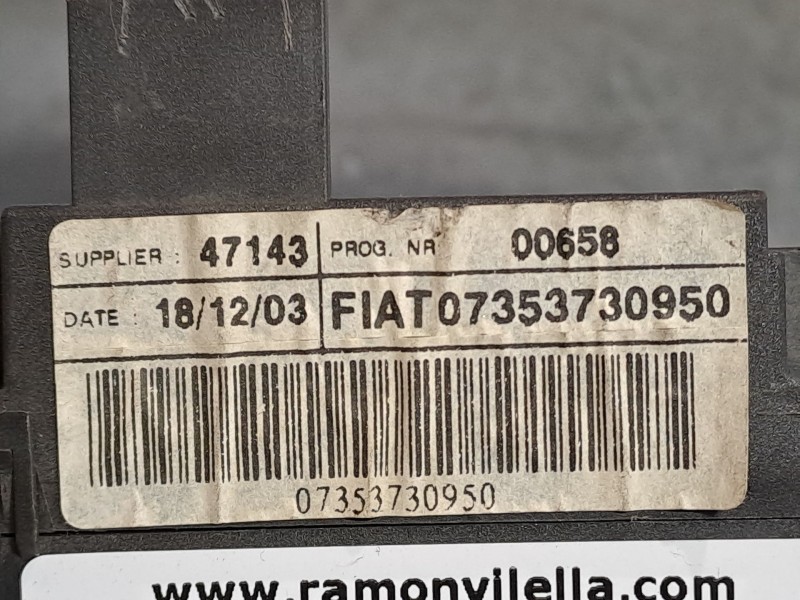 SUPPLIER : 47143 PROG. NR 00658
DATE : 18/12/03 FIAT07353730950
07353730950
www.ramonvilella.com